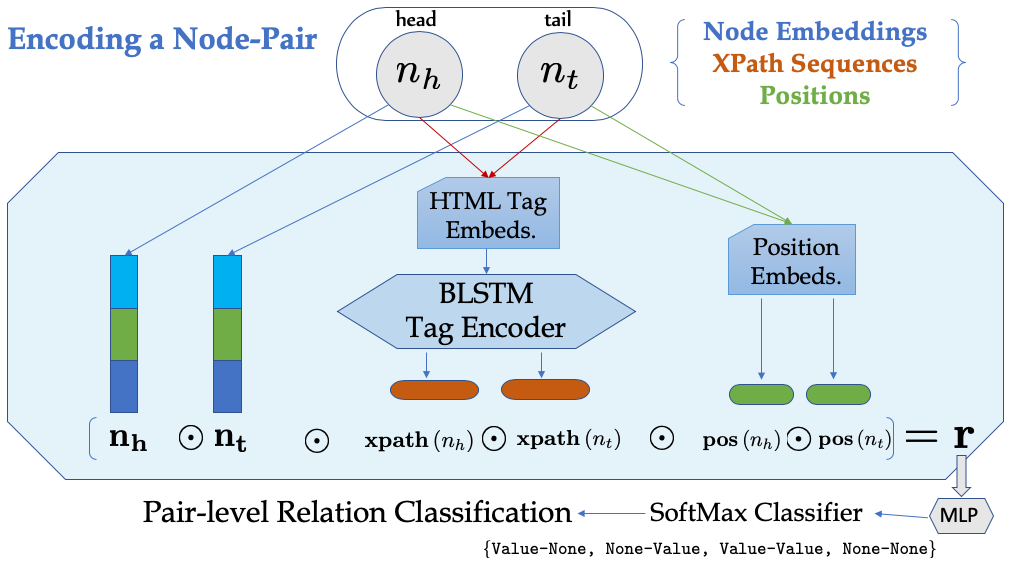 head tail
Encoding a Node-Pair
n_h n_t
Node Embeddings
XPath Sequences
Positions
HTML Tag
Embeds.
Position
Embeds.
BLSTM
Tag Encoder
[ n_h ⊙ n_t ⊙ xpath (n_h) ⊙ xpath (n_t) ⊙ pos (n_h) ⊙ pos (n_t) ] = r
Pair-level Relation Classification SoftMax Classifier MLP
{Value-None, None-Value, Value-Value, None-None}